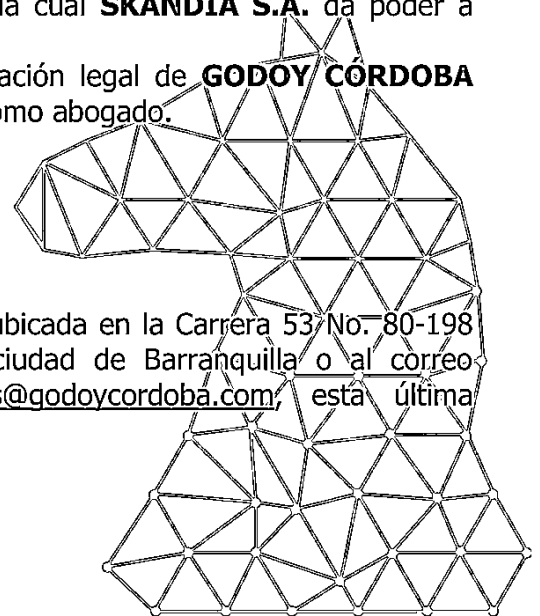 la cual SKANDIA S.A. da poder a
ación legal de GODOY CÓRDOBA
omo abogado.
ubicada en la Carrera 53 No. 80-198
ciudad de Barranquilla o al correo
s@godoycordoba.com, esta última